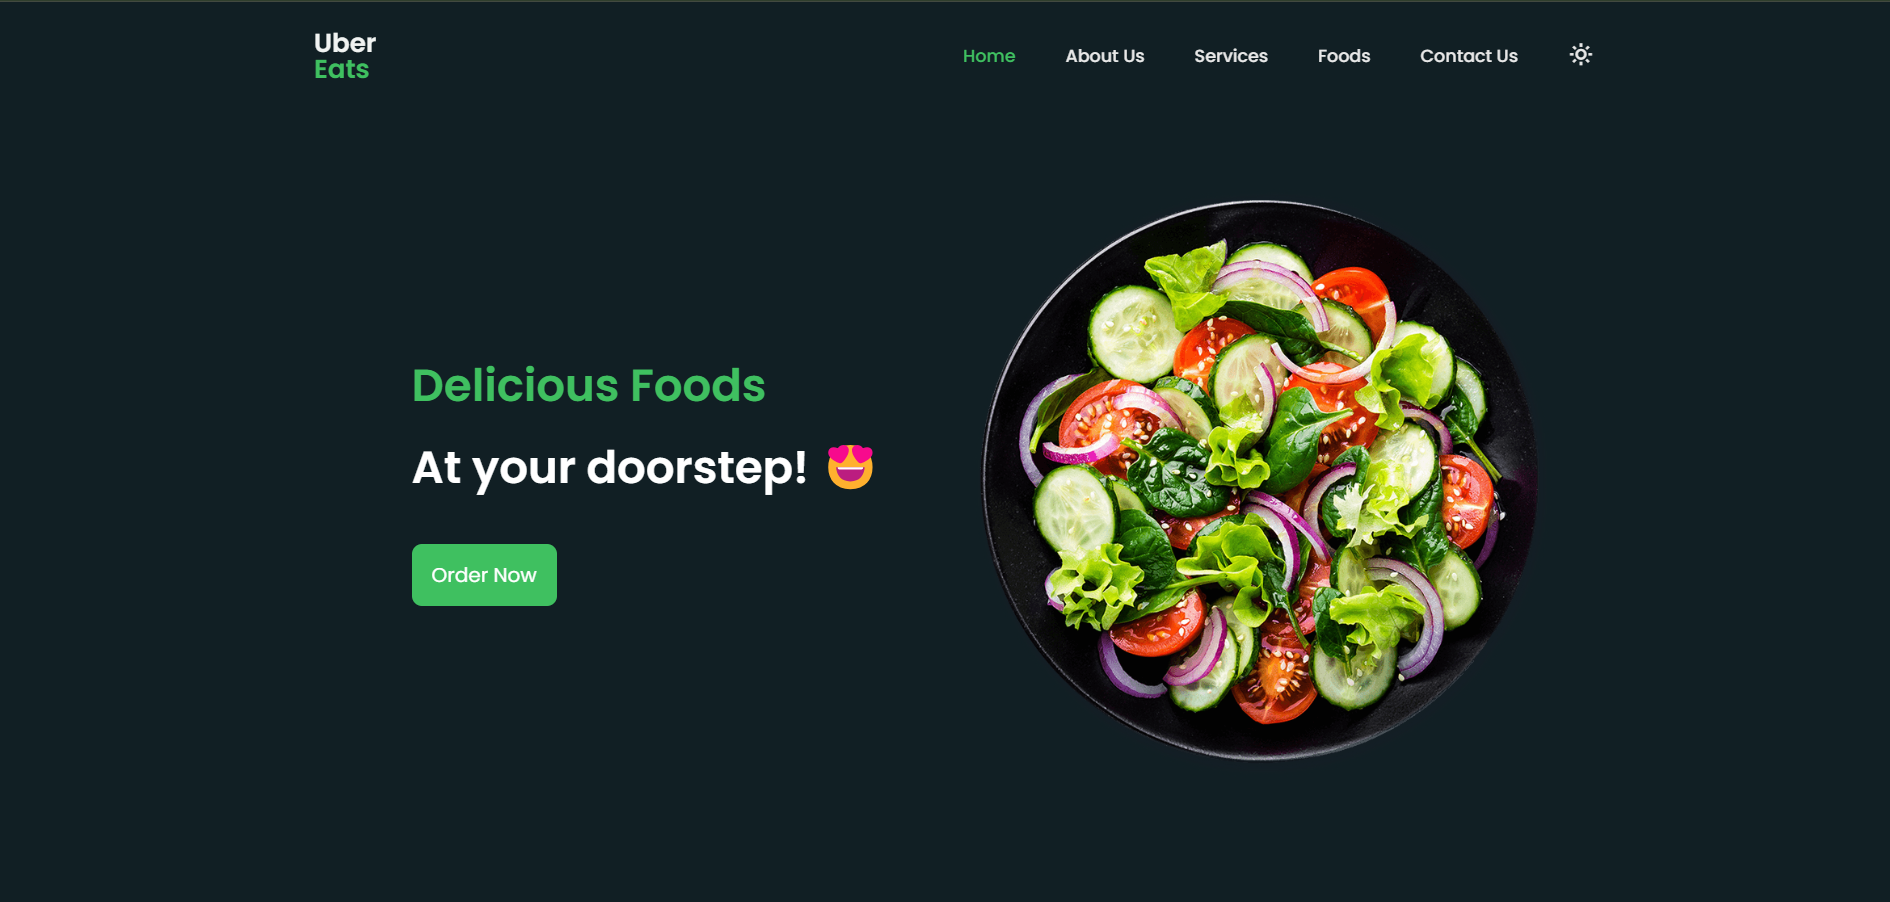 Uber
Eats
Home About Us Services Foods Contact Us
Delicious Foods
At your doorstep! 😍
Order Now